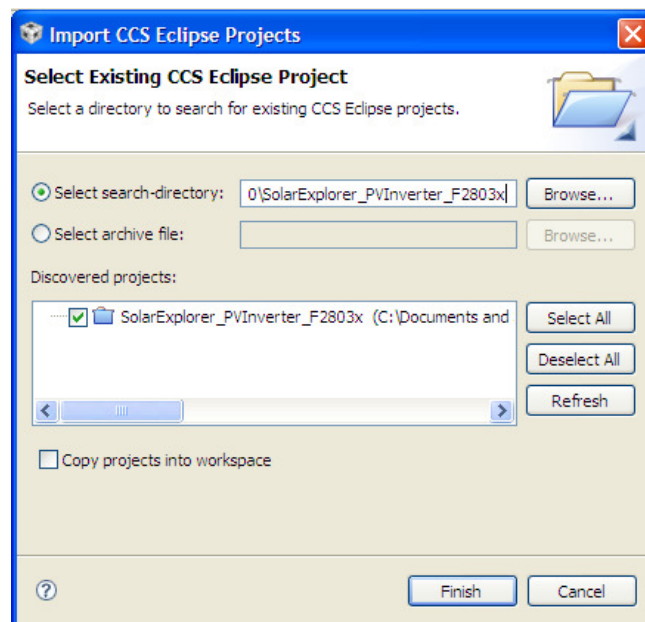 Import CCS Eclipse Projects
Select Existing CCS Eclipse Project
Select a directory to search for existing CCS Eclipse projects.
Select search-directory: 0\SolarExplorer_PVInverter_F2803x Browse...
Select archive file: Browse...
Discovered projects:
SolarExplorer_PVInverter_F2803x (C:\Documents and Select All
Deselect All
Refresh
Copy projects into workspace
? Finish Cancel